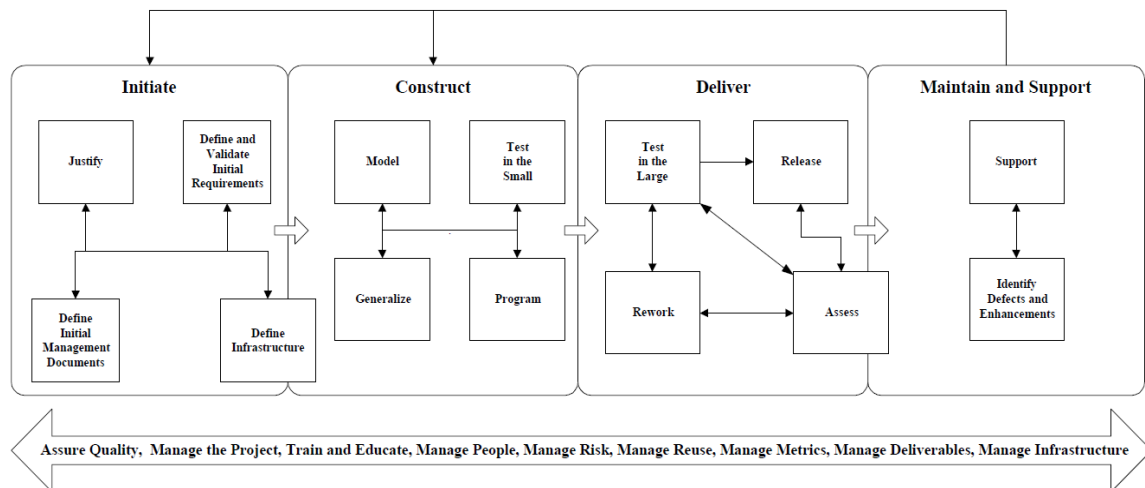 Initiate
Construct
Deliver
Maintain and Support
Justify
Define and
Validate
Initial
Requirements
Define
Initial
Management
Documents
Define
Infrastructure
Model
Test
in the
Small
Generalize
Program
Test
in the
Large
Release
Rework
Assess
Support
Identify
Defects and
Enhancements
Assure Quality, Manage the Project, Train and Educate, Manage People, Manage Risk, Manage Reuse, Manage Metrics, Manage Deliverables, Manage Infrastructure